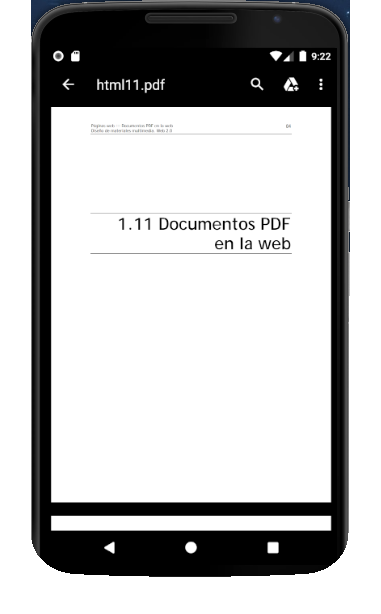 9:22
html11.pdf
Páginas web – Documentos PDF en la web
Diseño de materiales multimedia. Web 2.0
1.11 Documentos PDF
en la web